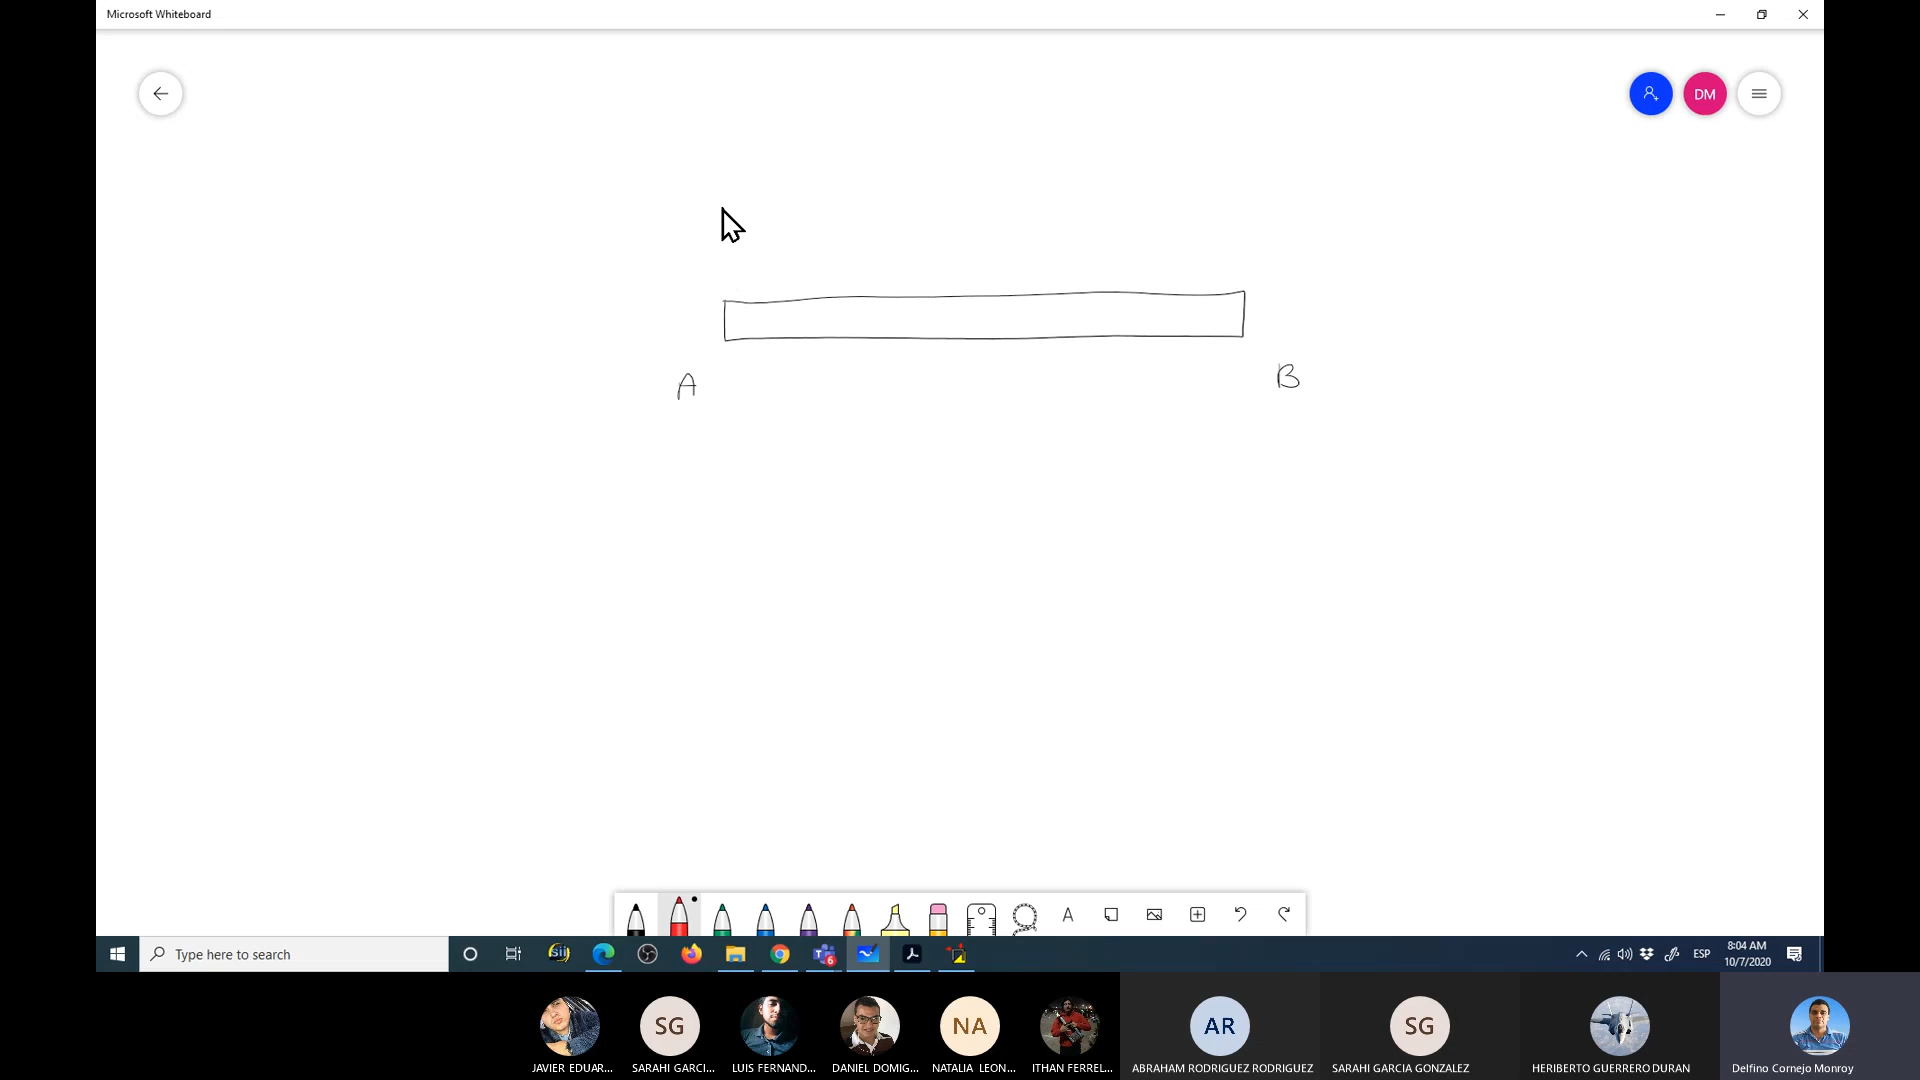 Microsoft Whiteboard
DM
A
B
A
Type here to search
sii
6
ESP
8:04 AM
10/7/2020
SG
NA
AR
SG
JAVIER EDUAR...
SARAHI GARCI...
LUIS FERNAND...
DANIEL DOMIG...
NATALIA LEON...
ITHAN FERREL...
ABRAHAM RODRIGUEZ RODRIGUEZ
SARAHI GARCIA GONZALEZ
HERIBERTO GUERRERO DURAN
Delfino Cornejo Monroy